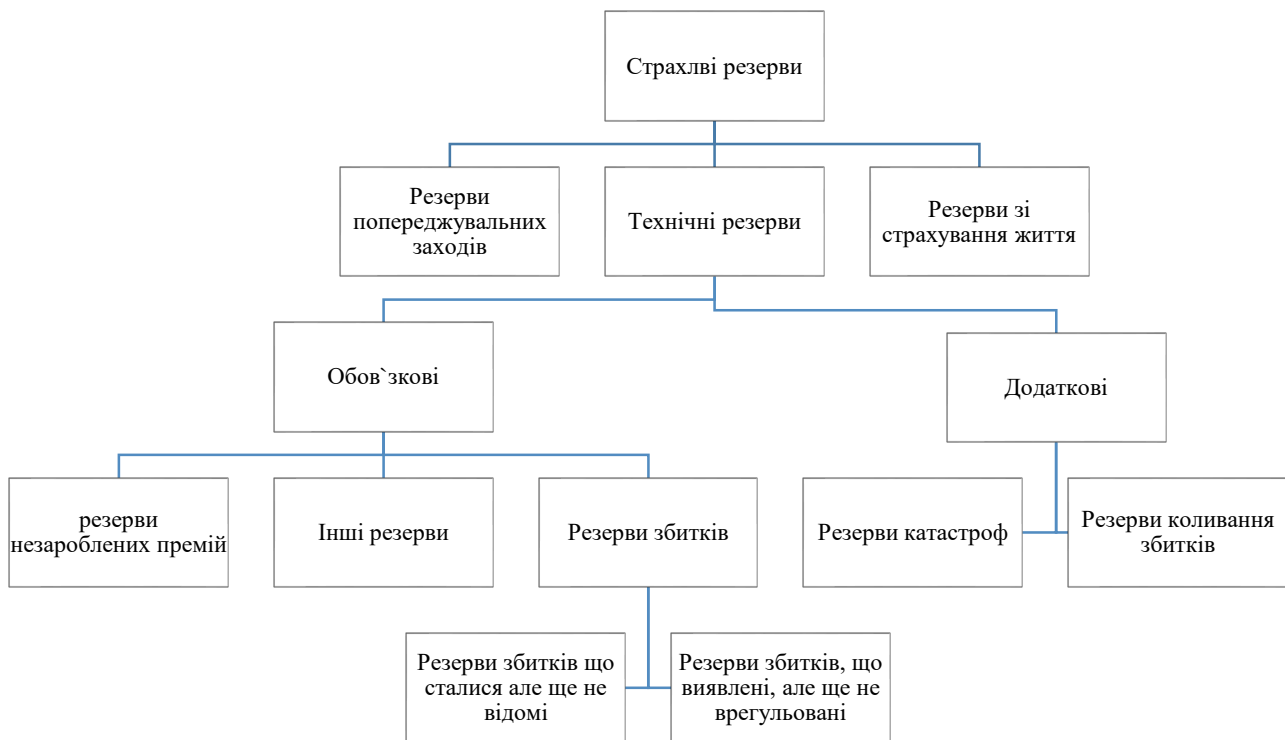 Страхлві резерви
Резерви
попереджувальних
заходів
Технічні резерви
Резерви зі
страхування життя
Обов`зкові
Додаткові
резерви
незароблених премій
Інші резерви
Резерви збитків
Резерви катастроф
Резерви коливання
збитків
Резерви збитків що
сталися але ще не
відомі
Резерви збитків, що
виявлені, але ще не
врегульовані